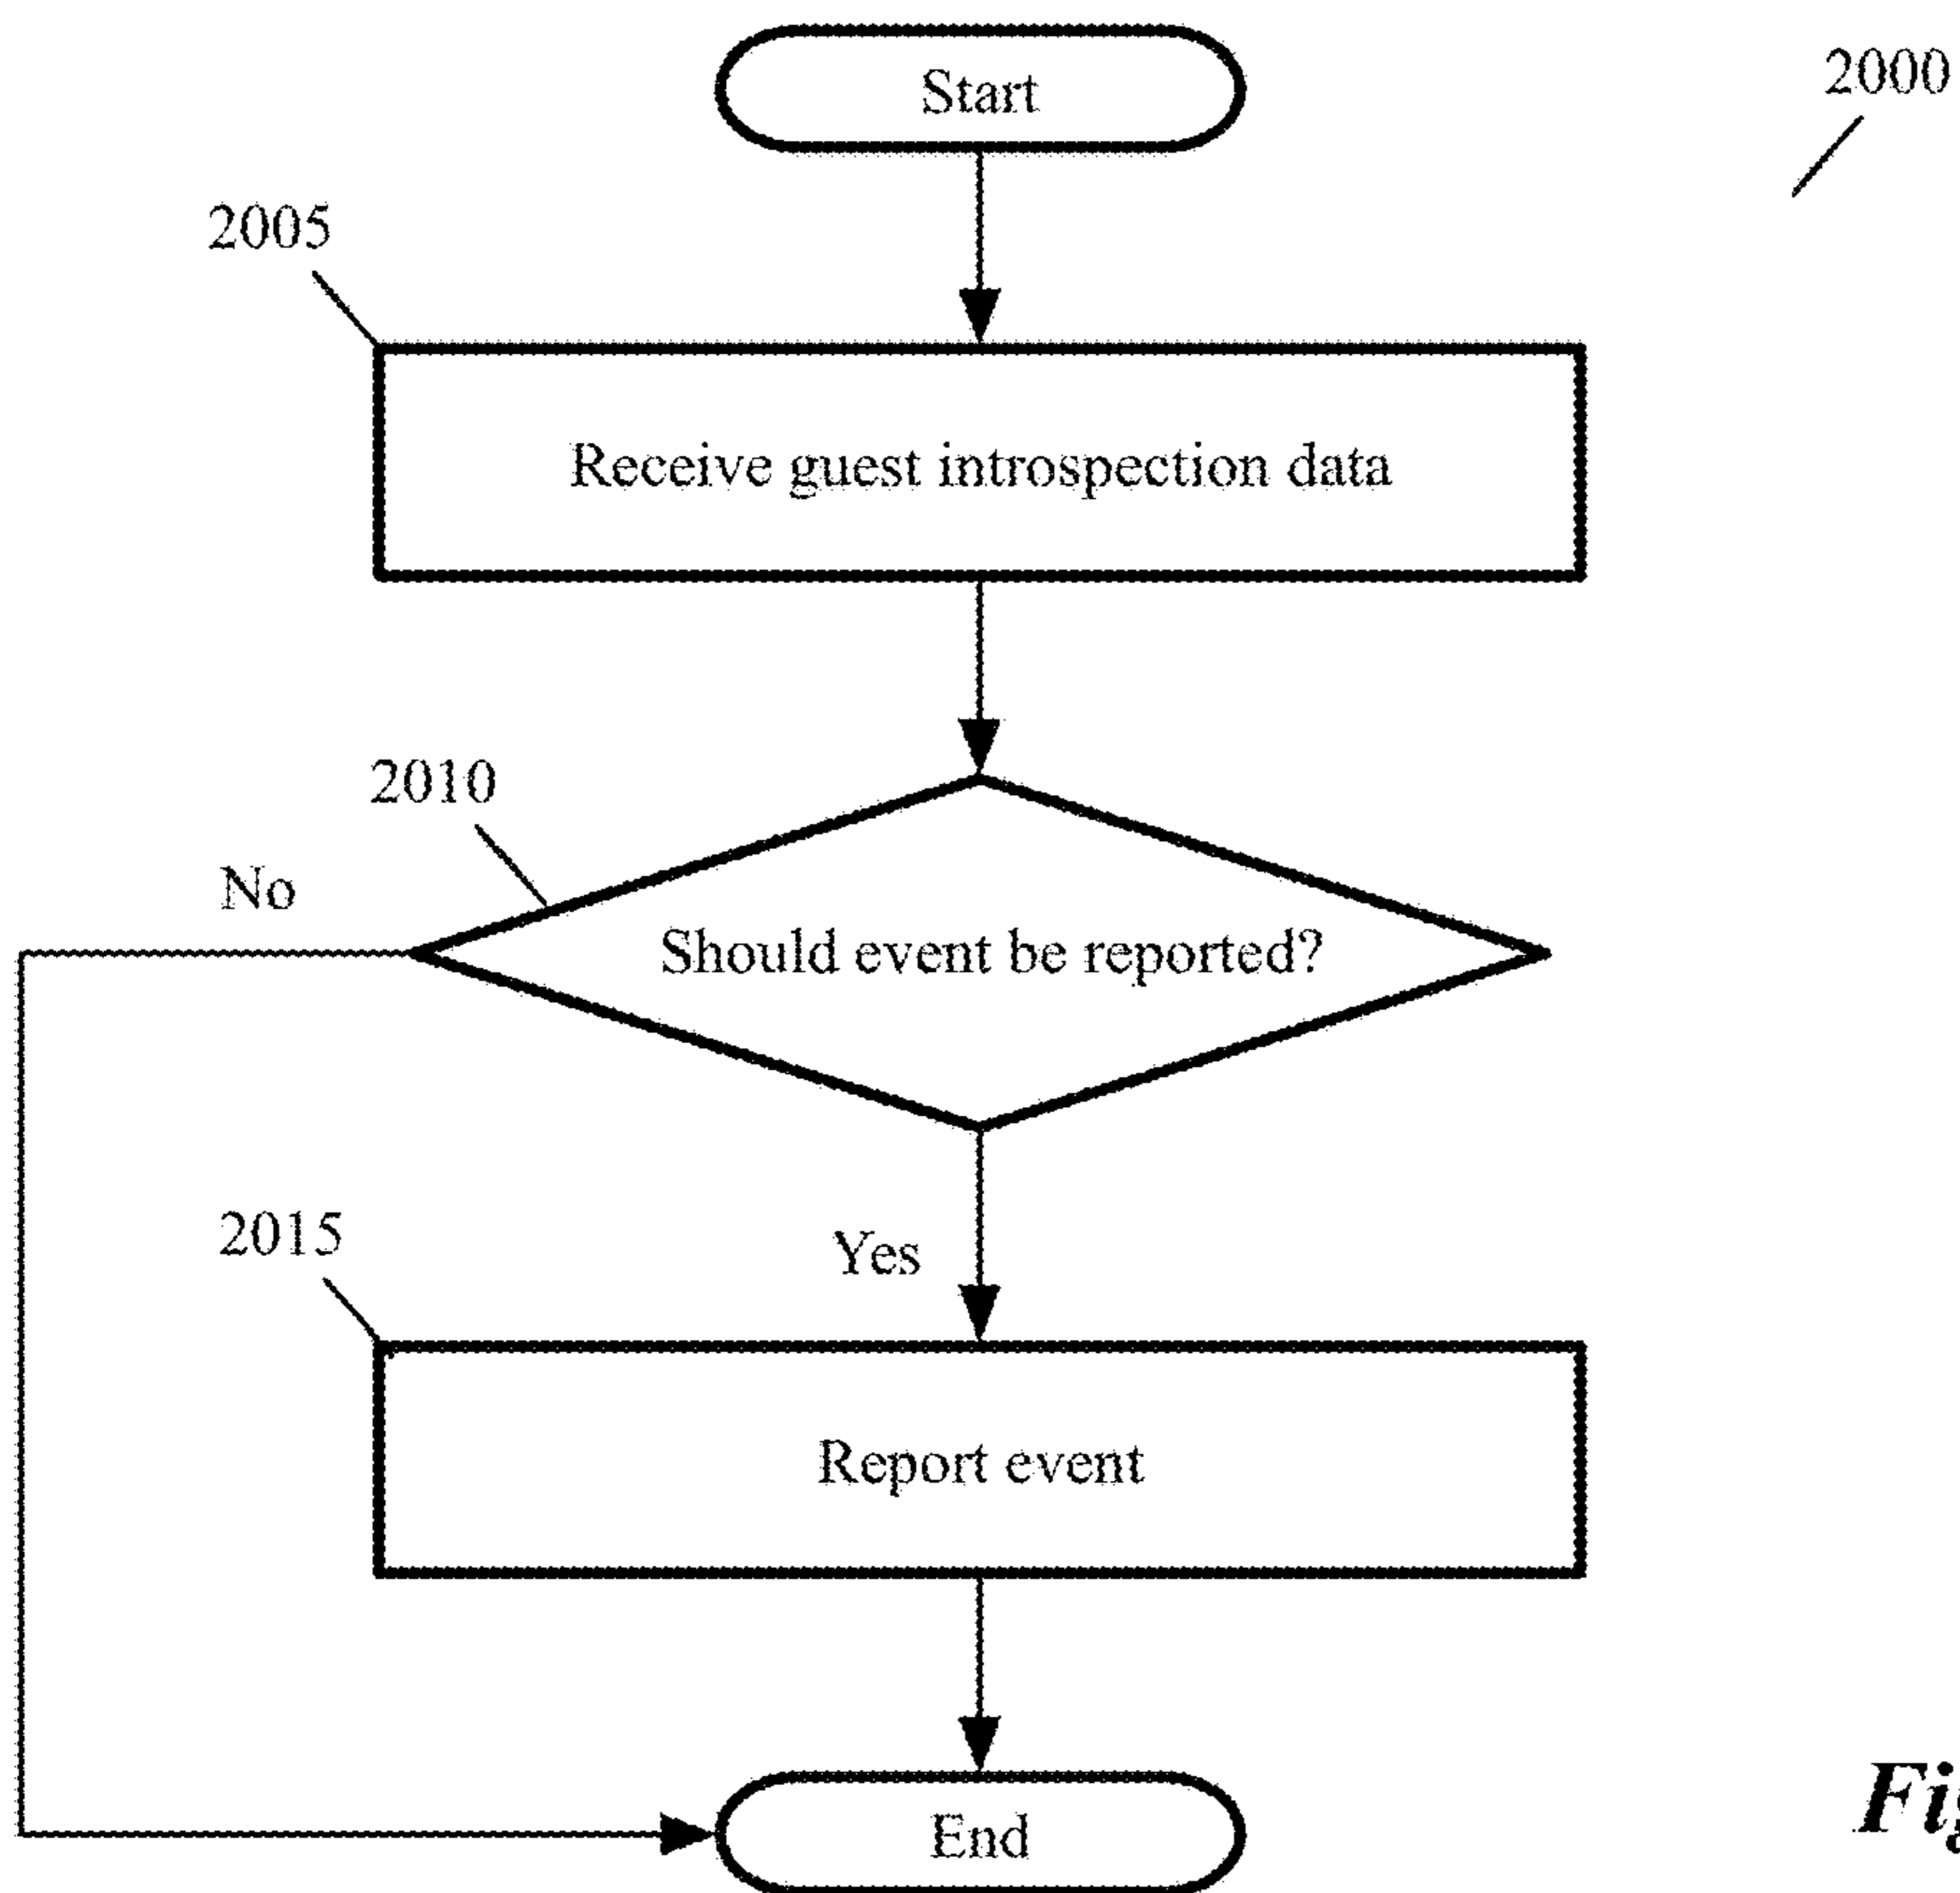 Start
2000
2005
Receive guest introspection data
2010
No
Should event be reported?
2015
Yes
Report event
End